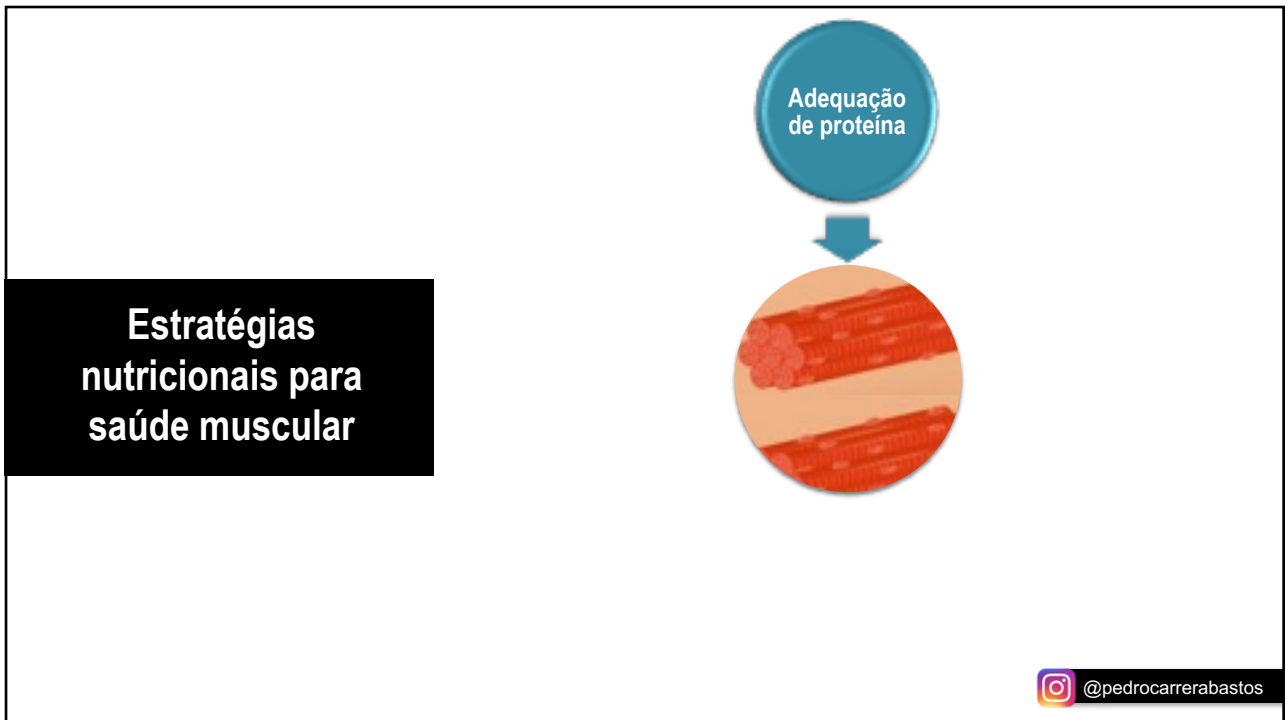 Adequação
de proteína
Estratégias
nutricionais para
saúde muscular
@pedrocarrerabastos